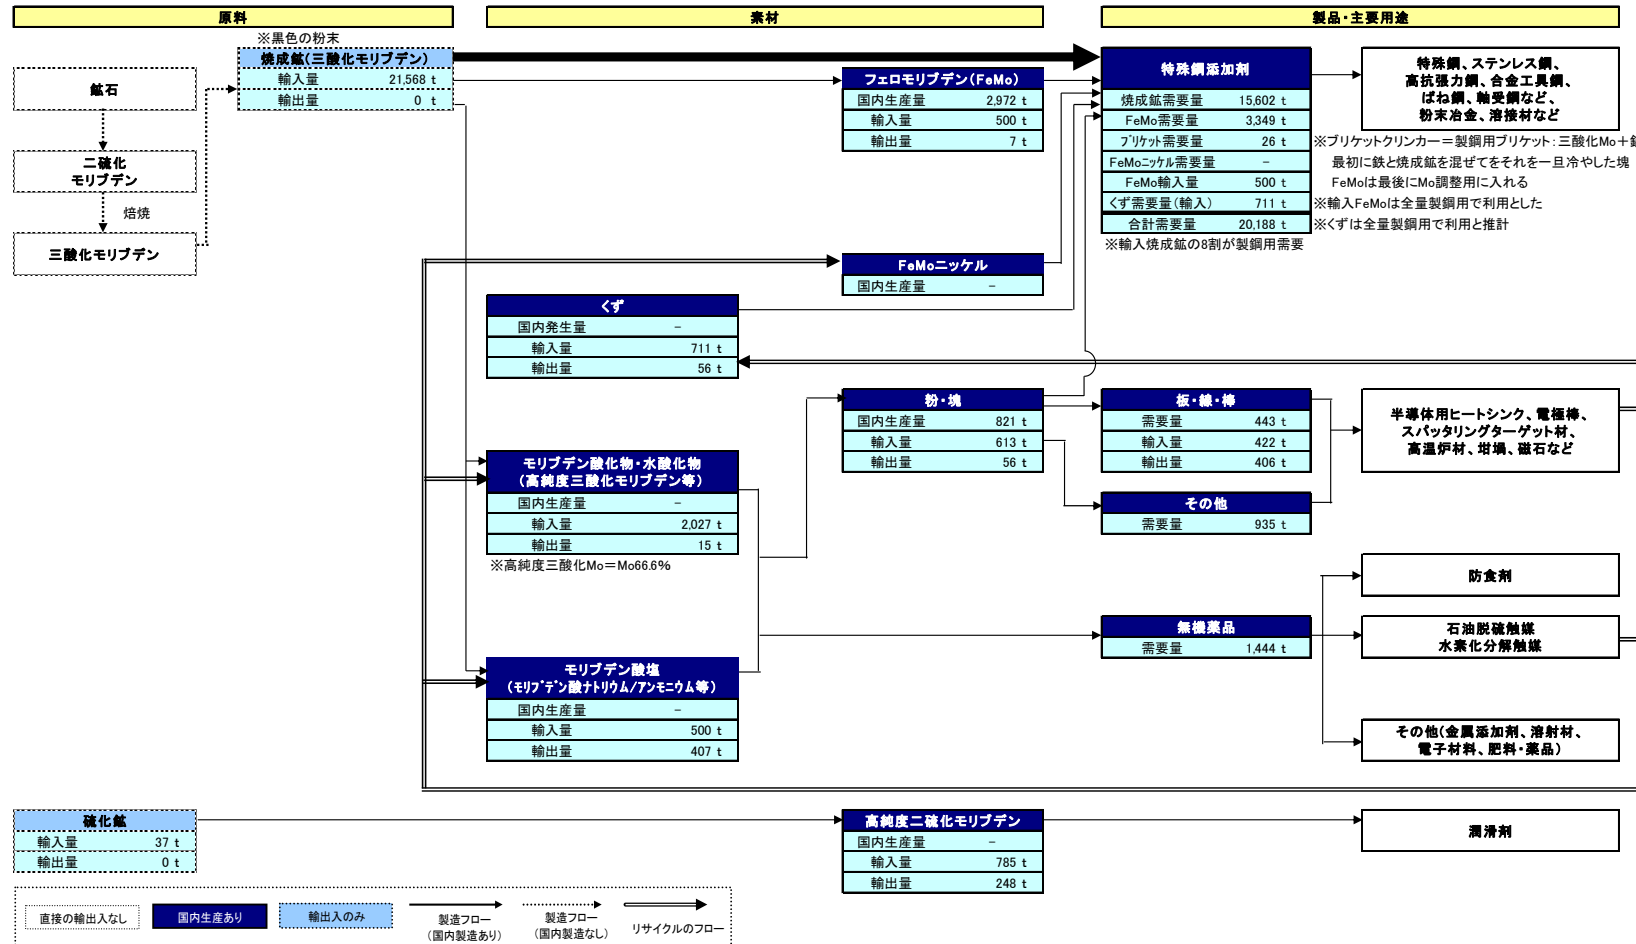 原料
素材
製品・主要用途
※黒色の粉末
焼成鉱(三酸化モリブデン)
輸入量 21,568 t
輸出量 0 t
鉱石
二硫化
モリブデン
焙焼
三酸化モリブデン
フェロモリブデン(FeMo)
国内生産量 2,972 t
輸入量 500 t
輸出量 7 t
特殊鋼添加剤
焼成鉱需要量 15,602 t
FeMo需要量 3,349 t
ブリケット需要量 26 t
FeMoニッケル需要量 -
FeMo輸入量 500 t
くず需要量(輸入) 711 t
合計需要量 20,188 t
※輸入焼成鉱の8割が製鋼用需要
特殊鋼、ステンレス鋼、
高抗張力鋼、合金工具鋼、
ばね鋼、軸受鋼など、
粉末冶金、溶接材など
※ブリケットクリンカー=製鋼用ブリケット:三酸化Mo+
最初に鉄と焼成鉱を混ぜてをそれを一旦冷やした塊
FeMoは最後にMo調整用に入れる
※輸入FeMoは全量製鋼用で利用とした
※くずは全量製鋼用で利用と推計
FeMoニッケル
国内生産量 -
くず
国内発生量 -
輸入量 711 t
輸出量 56 t
粉・塊
国内生産量 821 t
輸入量 613 t
輸出量 56 t
板・線・棒
需要量 443 t
輸入量 422 t
輸出量 406 t
半導体用ヒートシンク、電極棒、
スパッタリングターゲット材、
高温炉材、坩堝、磁石など
モリブデン酸化物・水酸化物
(高純度三酸化モリブデン等)
国内生産量 -
輸入量 2,027 t
輸出量 15 t
※高純度三酸化Mo=Mo66.6%
その他
需要量 935 t
防食剤
無機薬品
需要量 1,444 t
石油脱硫触媒
水素化分解触媒
モリブデン酸塩
(モリブデン酸ナトリウム/アンモニウム等)
国内生産量 -
輸入量 500 t
輸出量 407 t
その他(金属添加剤、溶射材、
電子材料、肥料・薬品)
硫化鉱
輸入量 37 t
輸出量 0 t
高純度二硫化モリブデン
国内生産量 -
輸入量 785 t
輸出量 248 t
潤滑剤
直接の輸出入なし
国内生産あり
輸出入のみ
製造フロー
(国内製造あり)
製造フロー
(国内製造なし)
リサイクルのフロー